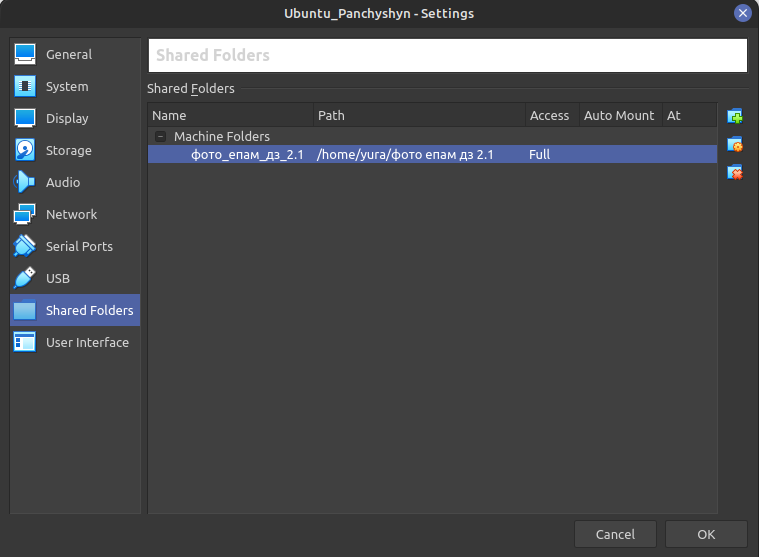 Ubuntu_Panchyshyn - Settings
General
System
Display
Storage
Audio
Network
Serial Ports
USB
Shared Folders
User Interface
Shared Folders
Shared Folders
Name Path Access Auto Mount At
Machine Folders
фото_епам_дз_2.1 /home/yura/фото епам дз 2.1 Full
Cancel OK